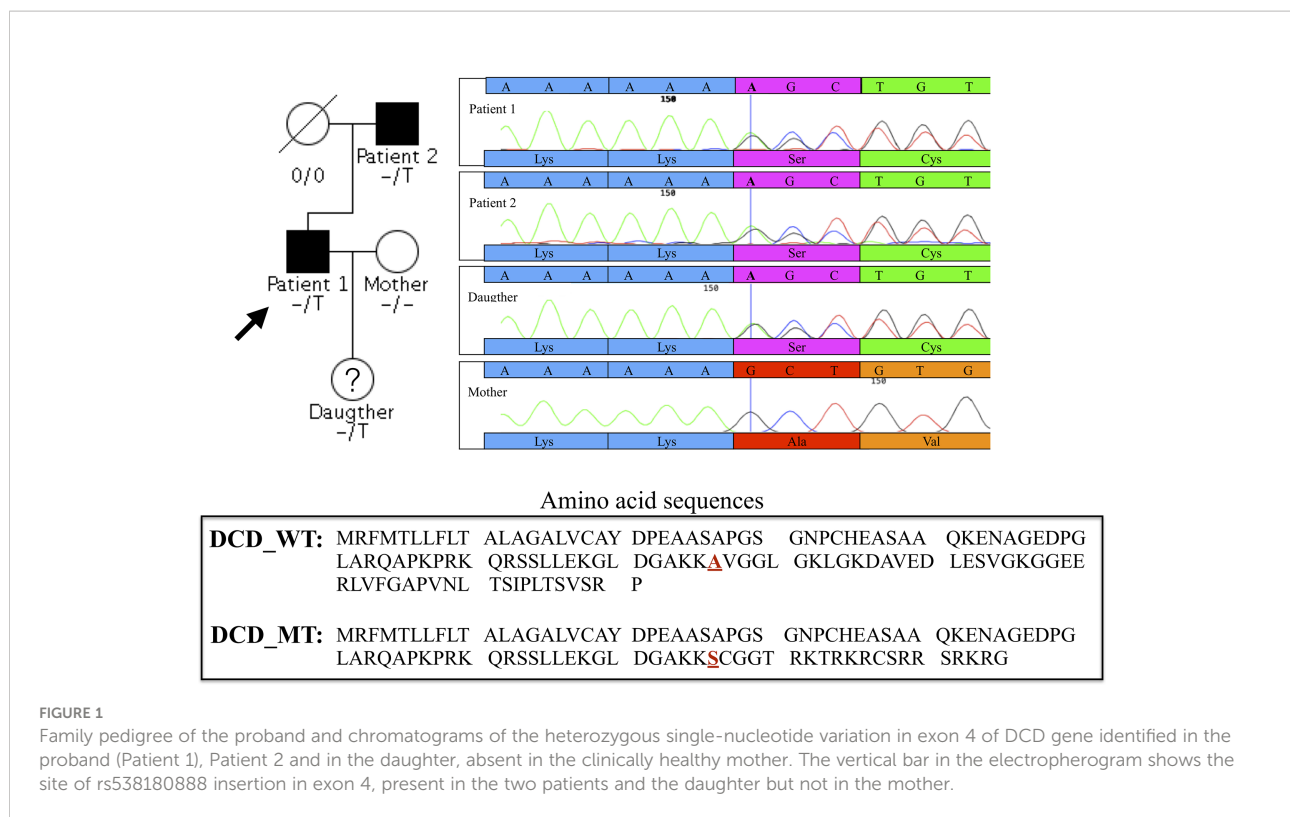 0/0
Patient 2
-/T
Patient 1
-/T
Mother
-/-
?
Daugther
-/T
A A A A A A A G C T G T
150
Patient 1
Lys Lys Ser Cys
A A A A A A A G C T G T
150
Patient 2
Lys Lys Ser Cys
A A A A A A A G C T G T
150
Daugther
Lys Lys Ser Cys
A A A A A A G C T G T G
150
Mother
Lys Lys Ala Val
Amino acid sequences
DCD_WT: MRFMTLLFLT ALAGALVCAY DPEAASAPGS GNPCHEASAA QKENAGEDPG
LARQAPKPRK QRSSLLEKGL DGAKKAVGGL GKLGKDAVED LESVGKGGEE
RLVFGAPVNL TSIPLTSVSR P
DCD_MT: MRFMTLLFLT ALAGALVCAY DPEAASAPGS GNPCHEASAA QKENAGEDPG
LARQAPKPRK QRSSLLEKGL DGAKKSCGGT RKTRKRCSRR SRKRG
FIGURE 1
Family pedigree of the proband and chromatograms of the heterozygous single-nucleotide variation in exon 4 of DCD gene identified in the
proband (Patient 1), Patient 2 and in the daughter, absent in the clinically healthy mother. The vertical bar in the electropherogram shows the
site of rs538180888 insertion in exon 4, present in the two patients and the daughter but not in the mother.